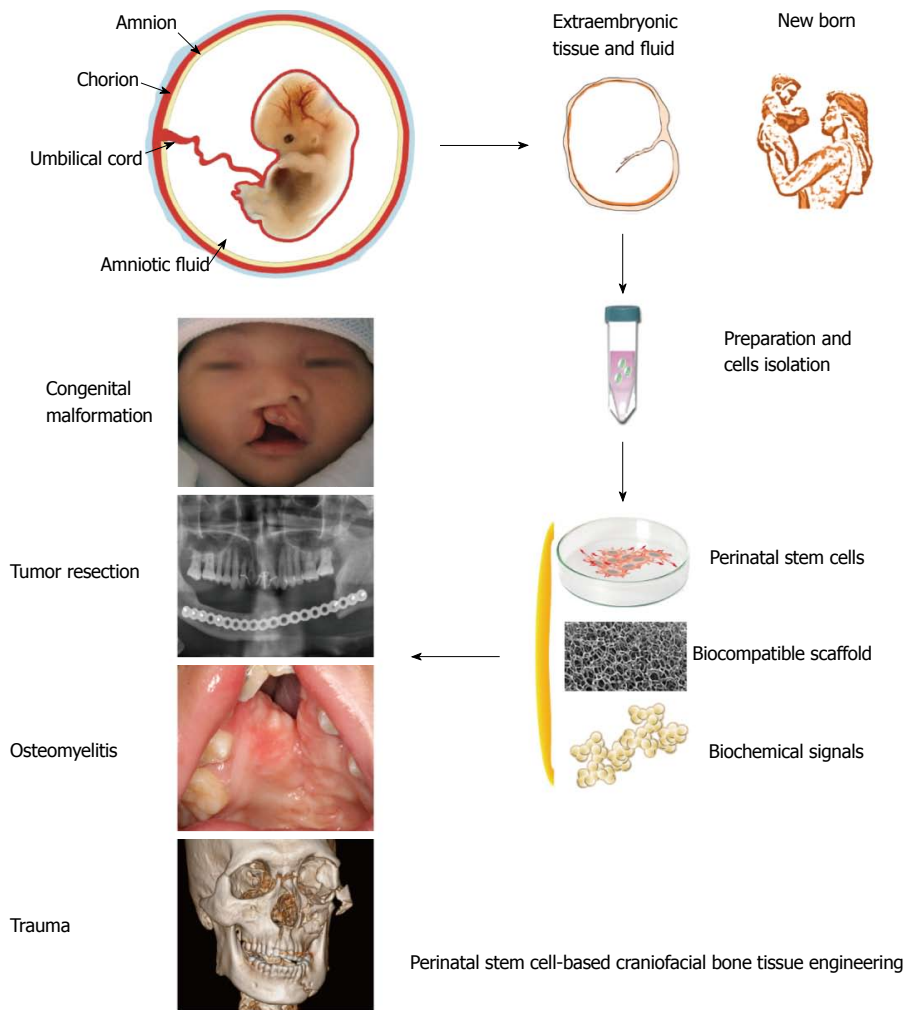 Amnion
Chorion
Umbilical cord
Amniotic fluid
Extraembryonic
tissue and fluid
New born
Preparation and
cells isolation
Perinatal stem cells
Biocompatible scaffold
Biochemical signals
Congenital
malformation
Tumor resection
Osteomyelitis
Trauma
Perinatal stem cell-based craniofacial bone tissue engineering